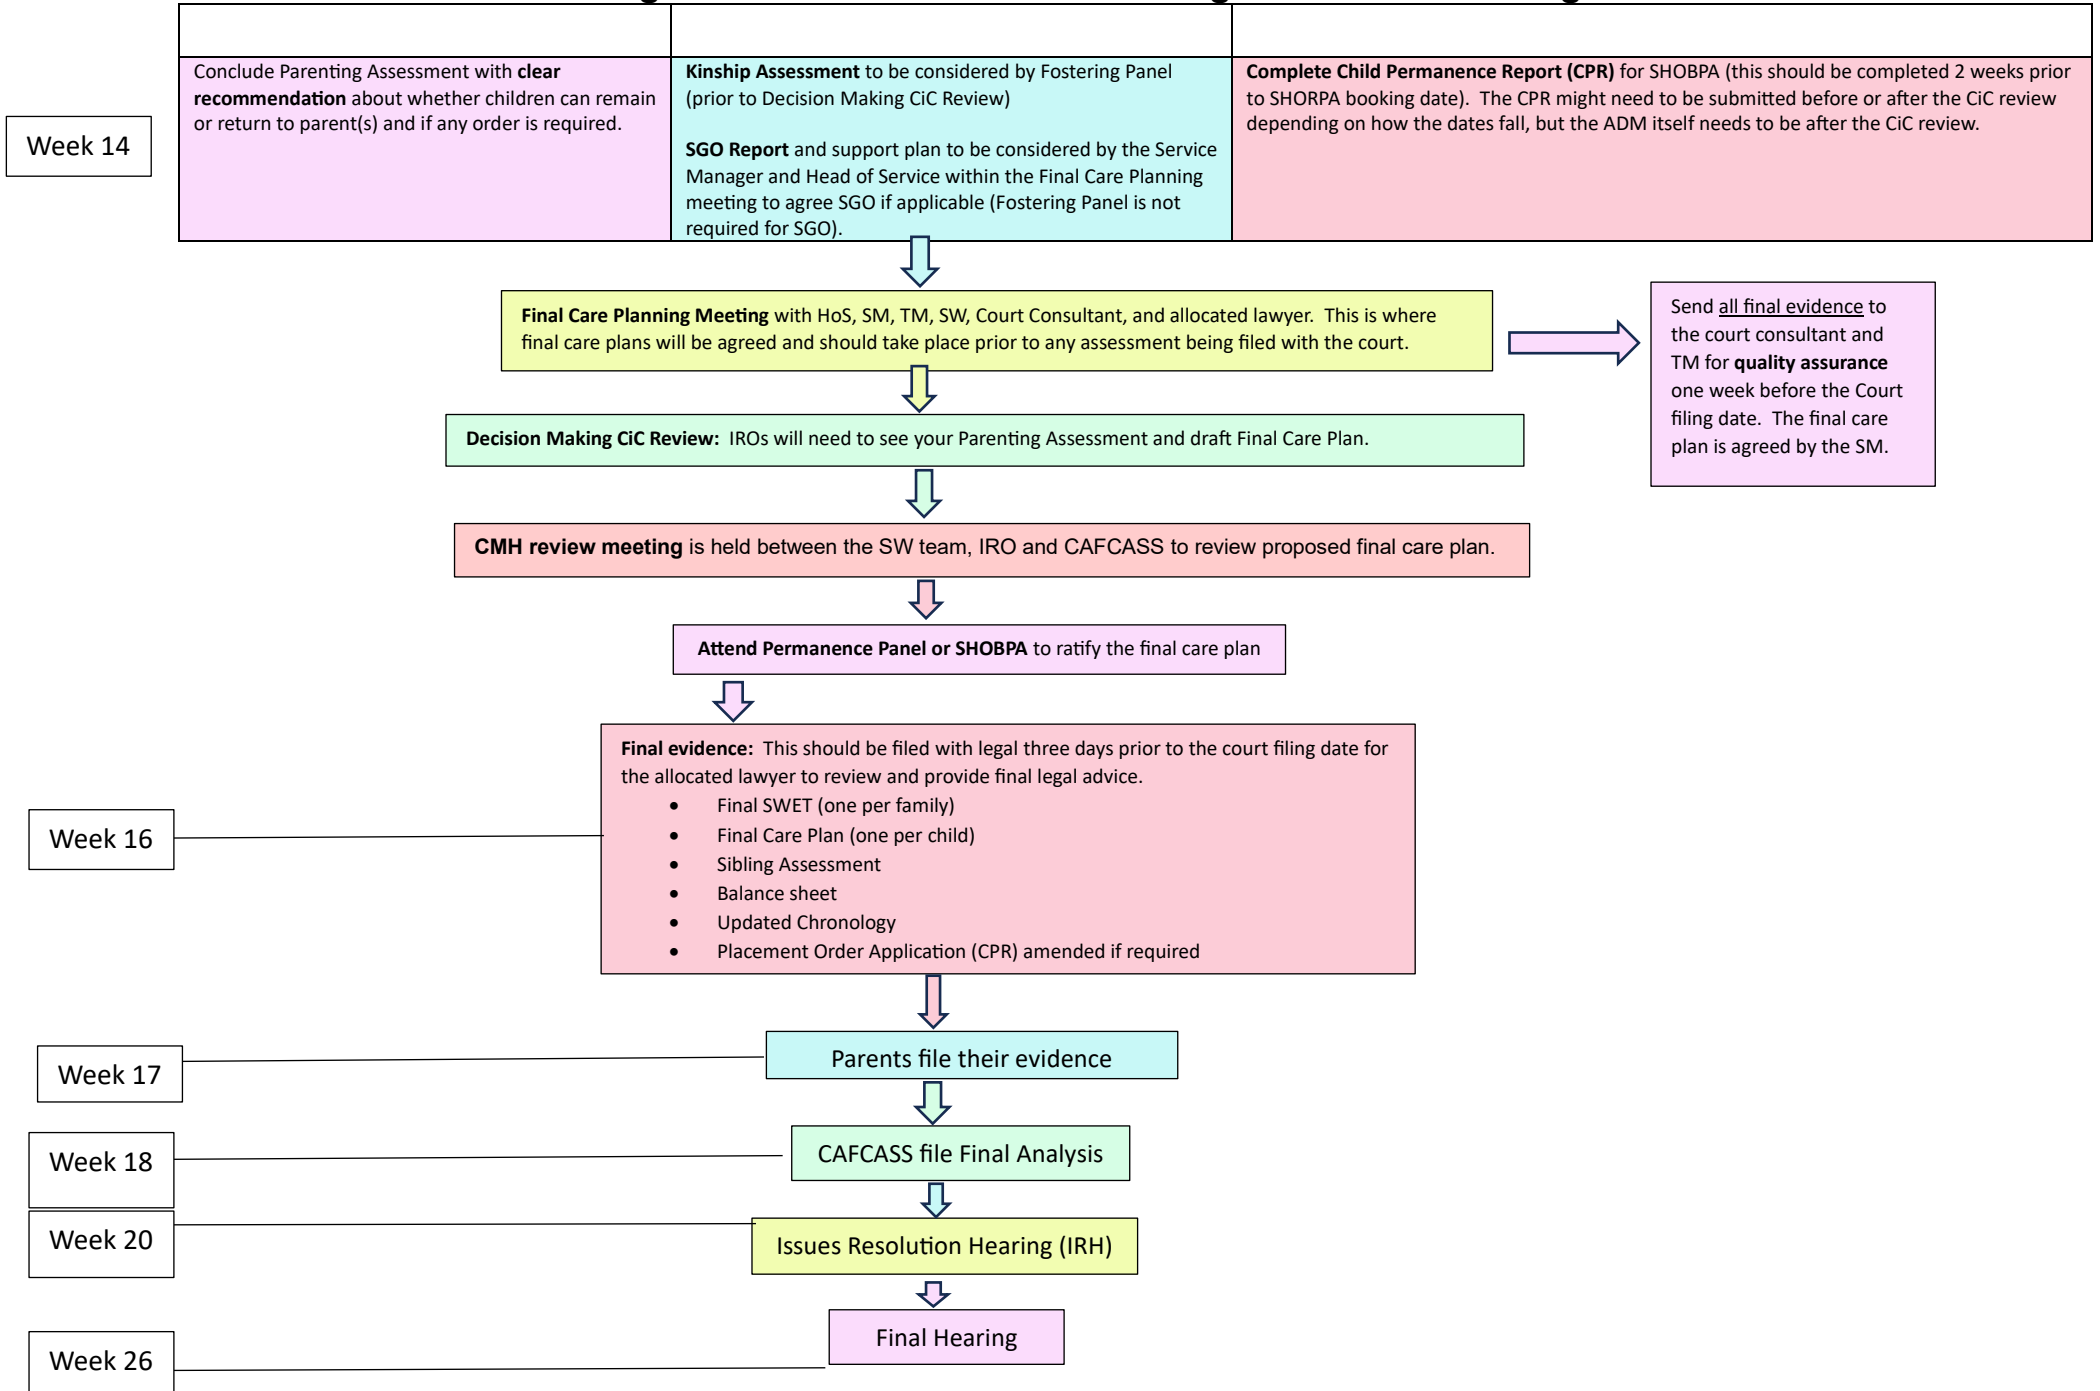 Week 14
Conclude Parenting Assessment with clear
recommendation about whether children can remain
or return to parent(s) and if any order is required.
Kinship Assessment to be considered by Fostering Panel
(prior to Decision Making CiC Review)
SGO Report and support plan to be considered by the Service
Manager and Head of Service within the Final Care Planning
meeting to agree SGO if applicable (Fostering Panel is not
required for SGO).
Complete Child Permanence Report (CPR) for SHOBPA (this should be completed 2 weeks prior
to SHORPA booking date). The CPR might need to be submitted before or after the CiC review
depending on how the dates fall, but the ADM itself needs to be after the CiC review.
Final Care Planning Meeting with HoS, SM, TM, SW, Court Consultant, and allocated lawyer. This is where
final care plans will be agreed and should take place prior to any assessment being filed with the court.
Send all final evidence to
the court consultant and
TM for quality assurance
one week before the Court
filing date. The final care
plan is agreed by the SM.
Decision Making CiC Review: IROs will need to see your Parenting Assessment and draft Final Care Plan.
CMH review meeting is held between the SW team, IRO and CAFCASS to review proposed final care plan.
Attend Permanence Panel or SHOBPA to ratify the final care plan
Week 16
Final evidence: This should be filed with legal three days prior to the court filing date for
the allocated lawyer to review and provide final legal advice.
• Final SWET (one per family)
• Final Care Plan (one per child)
• Sibling Assessment
• Balance sheet
• Updated Chronology
• Placement Order Application (CPR) amended if required
Week 17
Parents file their evidence
Week 18
CAFCASS file Final Analysis
Week 20
Issues Resolution Hearing (IRH)
Final Hearing
Week 26